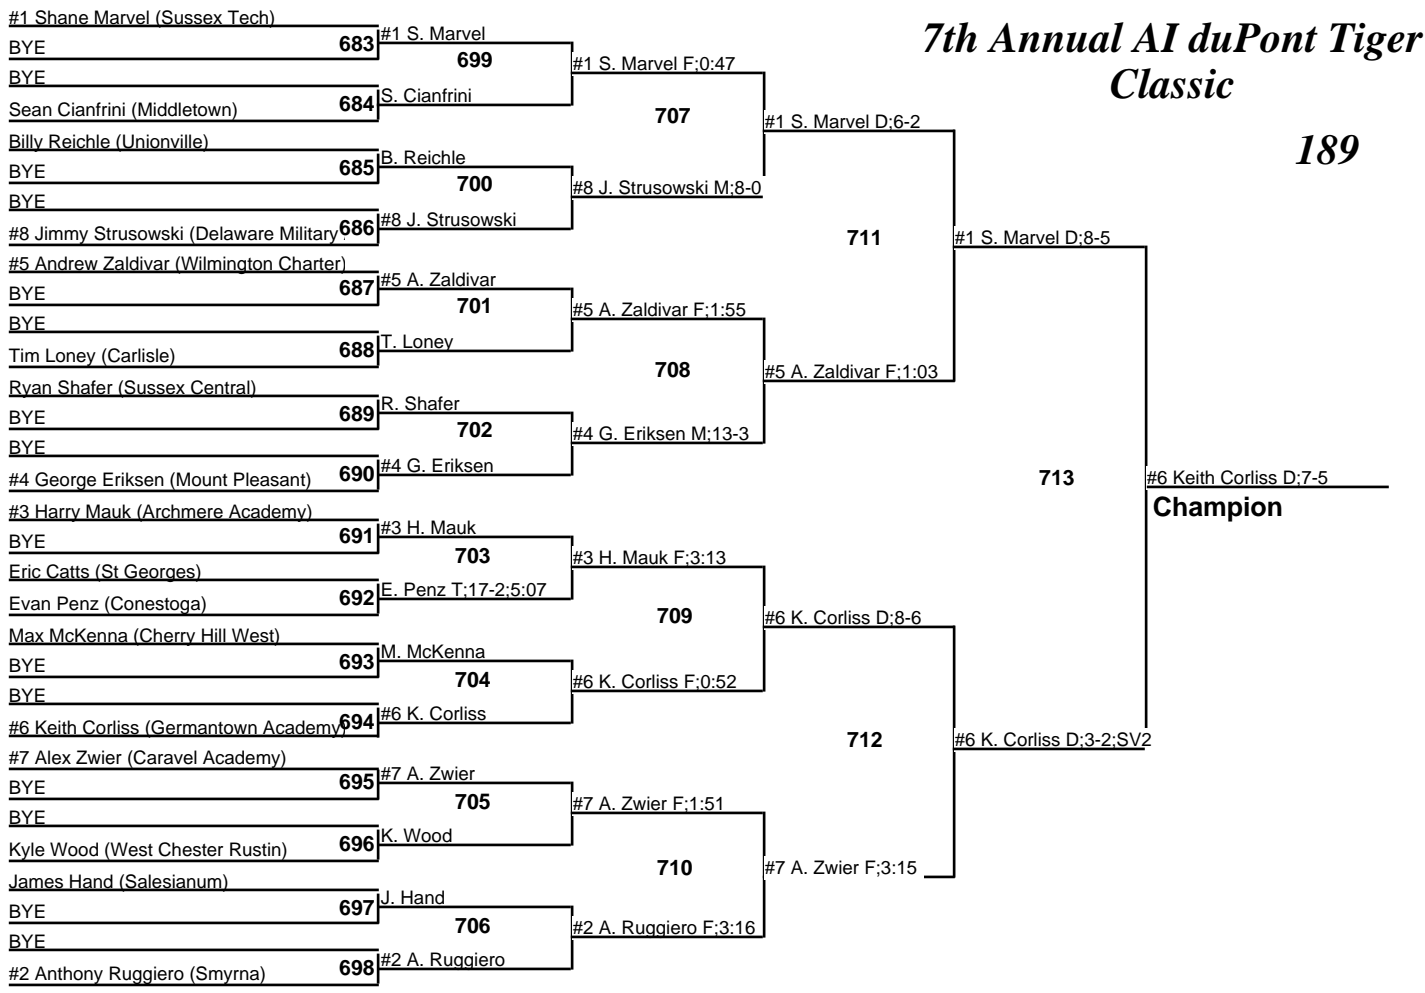 7th Annual AI duPont Tiger
Classic
189
#1 Shane Marvel (Sussex Tech)
BYE
683
BYE
Sean Cianfrini (Middletown)
684
Billy Reichle (Unionville)
BYE
685
BYE
#8 Jimmy Strusowski (Delaware Military
686
#5 Andrew Zaldivar (Wilmington Charter)
BYE
687
BYE
Tim Loney (Carlisle)
688
Ryan Shafer (Sussex Central)
BYE
689
BYE
#4 George Eriksen (Mount Pleasant)
690
#3 Harry Mauk (Archmere Academy)
BYE
691
Eric Catts (St Georges)
Evan Penz (Conestoga)
692
Max McKenna (Cherry Hill West)
BYE
693
BYE
#6 Keith Corliss (Germantown Academy)
694
#7 Alex Zwier (Caravel Academy)
BYE
695
BYE
Kyle Wood (West Chester Rustin)
696
James Hand (Salesianum)
BYE
697
BYE
#2 Anthony Ruggiero (Smyrna)
698
#1 S. Marvel
699
S. Cianfrini
B. Reichle
700
#8 J. Strusowski
#5 A. Zaldivar
701
T. Loney
R. Shafer
702
#4 G. Eriksen
#3 H. Mauk
703
E. Penz T;17-2;5:07
M. McKenna
704
#6 K. Corliss
#7 A. Zwier
705
K. Wood
J. Hand
706
#2 A. Ruggiero
#1 S. Marvel F;0:47
707
#8 J. Strusowski M;8-0
#5 A. Zaldivar F;1:55
708
#4 G. Eriksen M;13-3
#3 H. Mauk F;3:13
709
#6 K. Corliss F;0:52
#7 A. Zwier F;1:51
710
#2 A. Ruggiero F;3:16
#1 S. Marvel D;6-2
711
#5 A. Zaldivar F;1:03
#6 K. Corliss D;8-6
712
#7 A. Zwier F;3:15
#1 S. Marvel D;8-5
713
#6 K. Corliss D;3-2;SV2
#6 Keith Corliss D;7-5
Champion